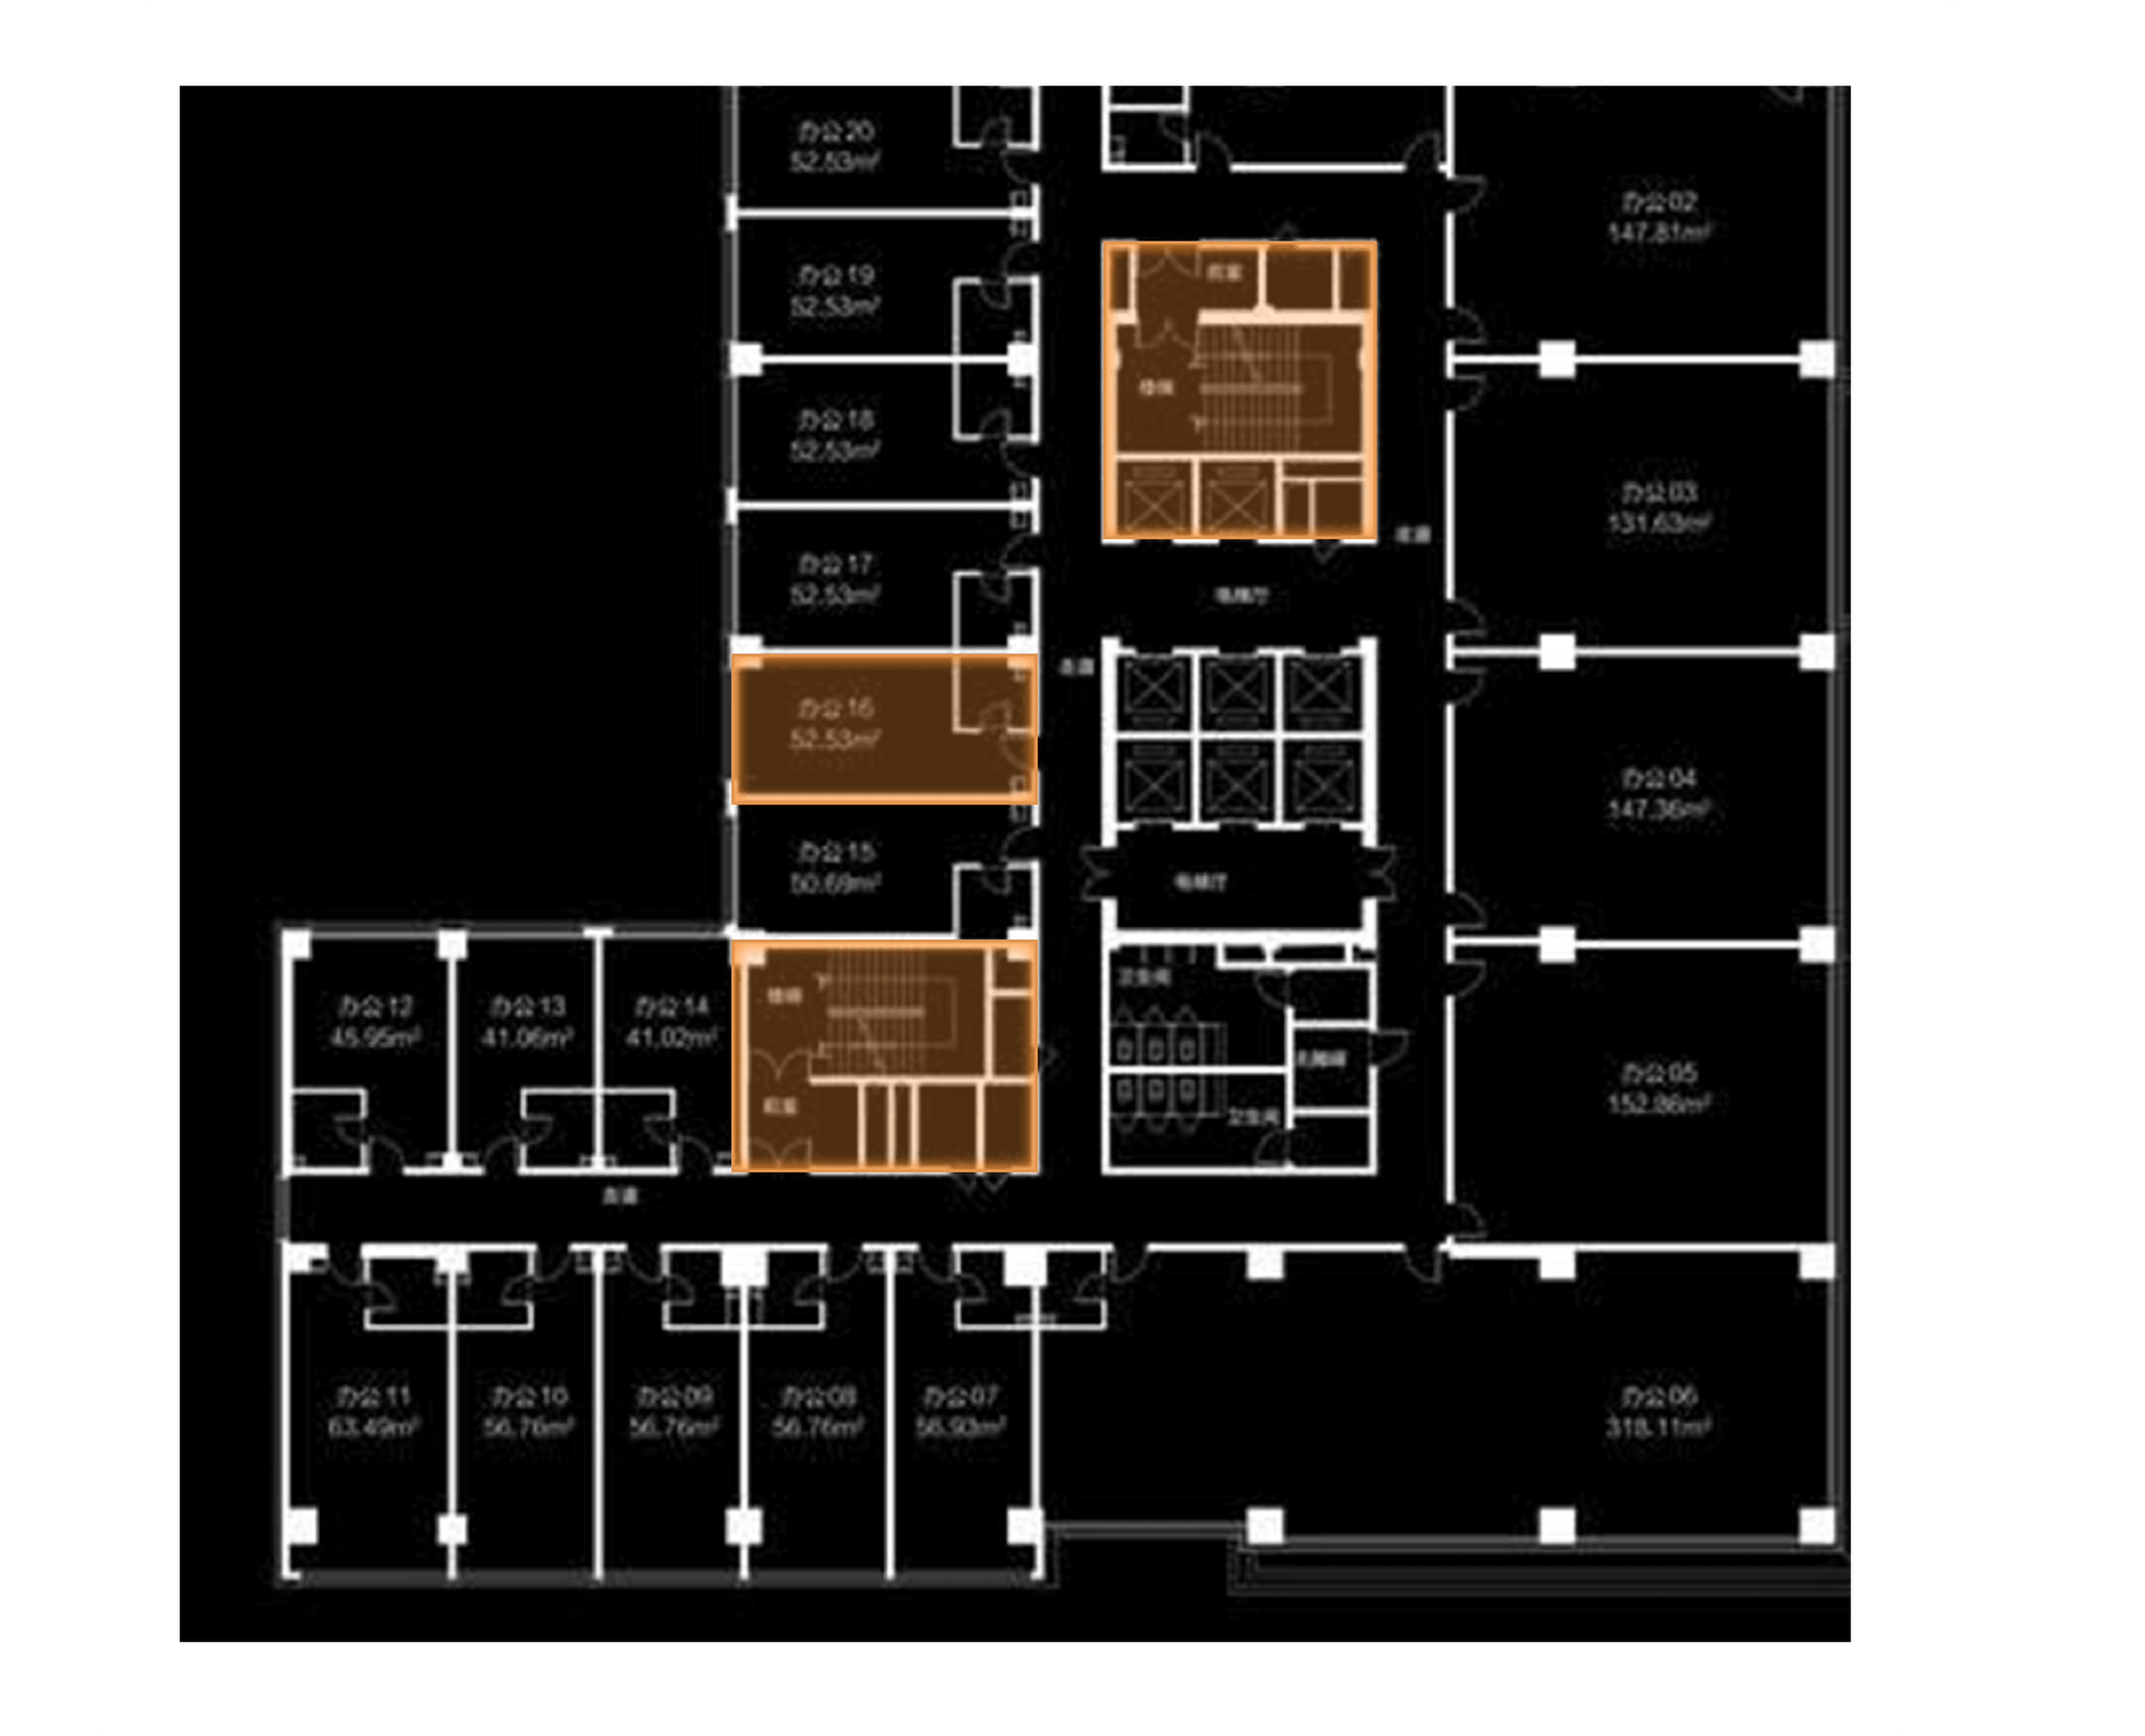 办公20
52.53m²
办公02
147.81m²
前室
办公19
52.53m²
楼梯
办公18
52.53m²
办公03
131.63m²
走道
办公17
52.53m²
电梯厅
走道
办公16
52.53m²
办公04
147.36m²
办公15
50.69m²
电梯厅
卫生间
楼梯
办公12
45.95m²
办公13
41.06m²
办公14
41.02m²
办公05
152.86m²
前室
卫生间
走道
办公11
63.49m²
办公10
56.76m²
办公09
56.76m²
办公08
56.76m²
办公07
56.93m²
办公06
318.11m²